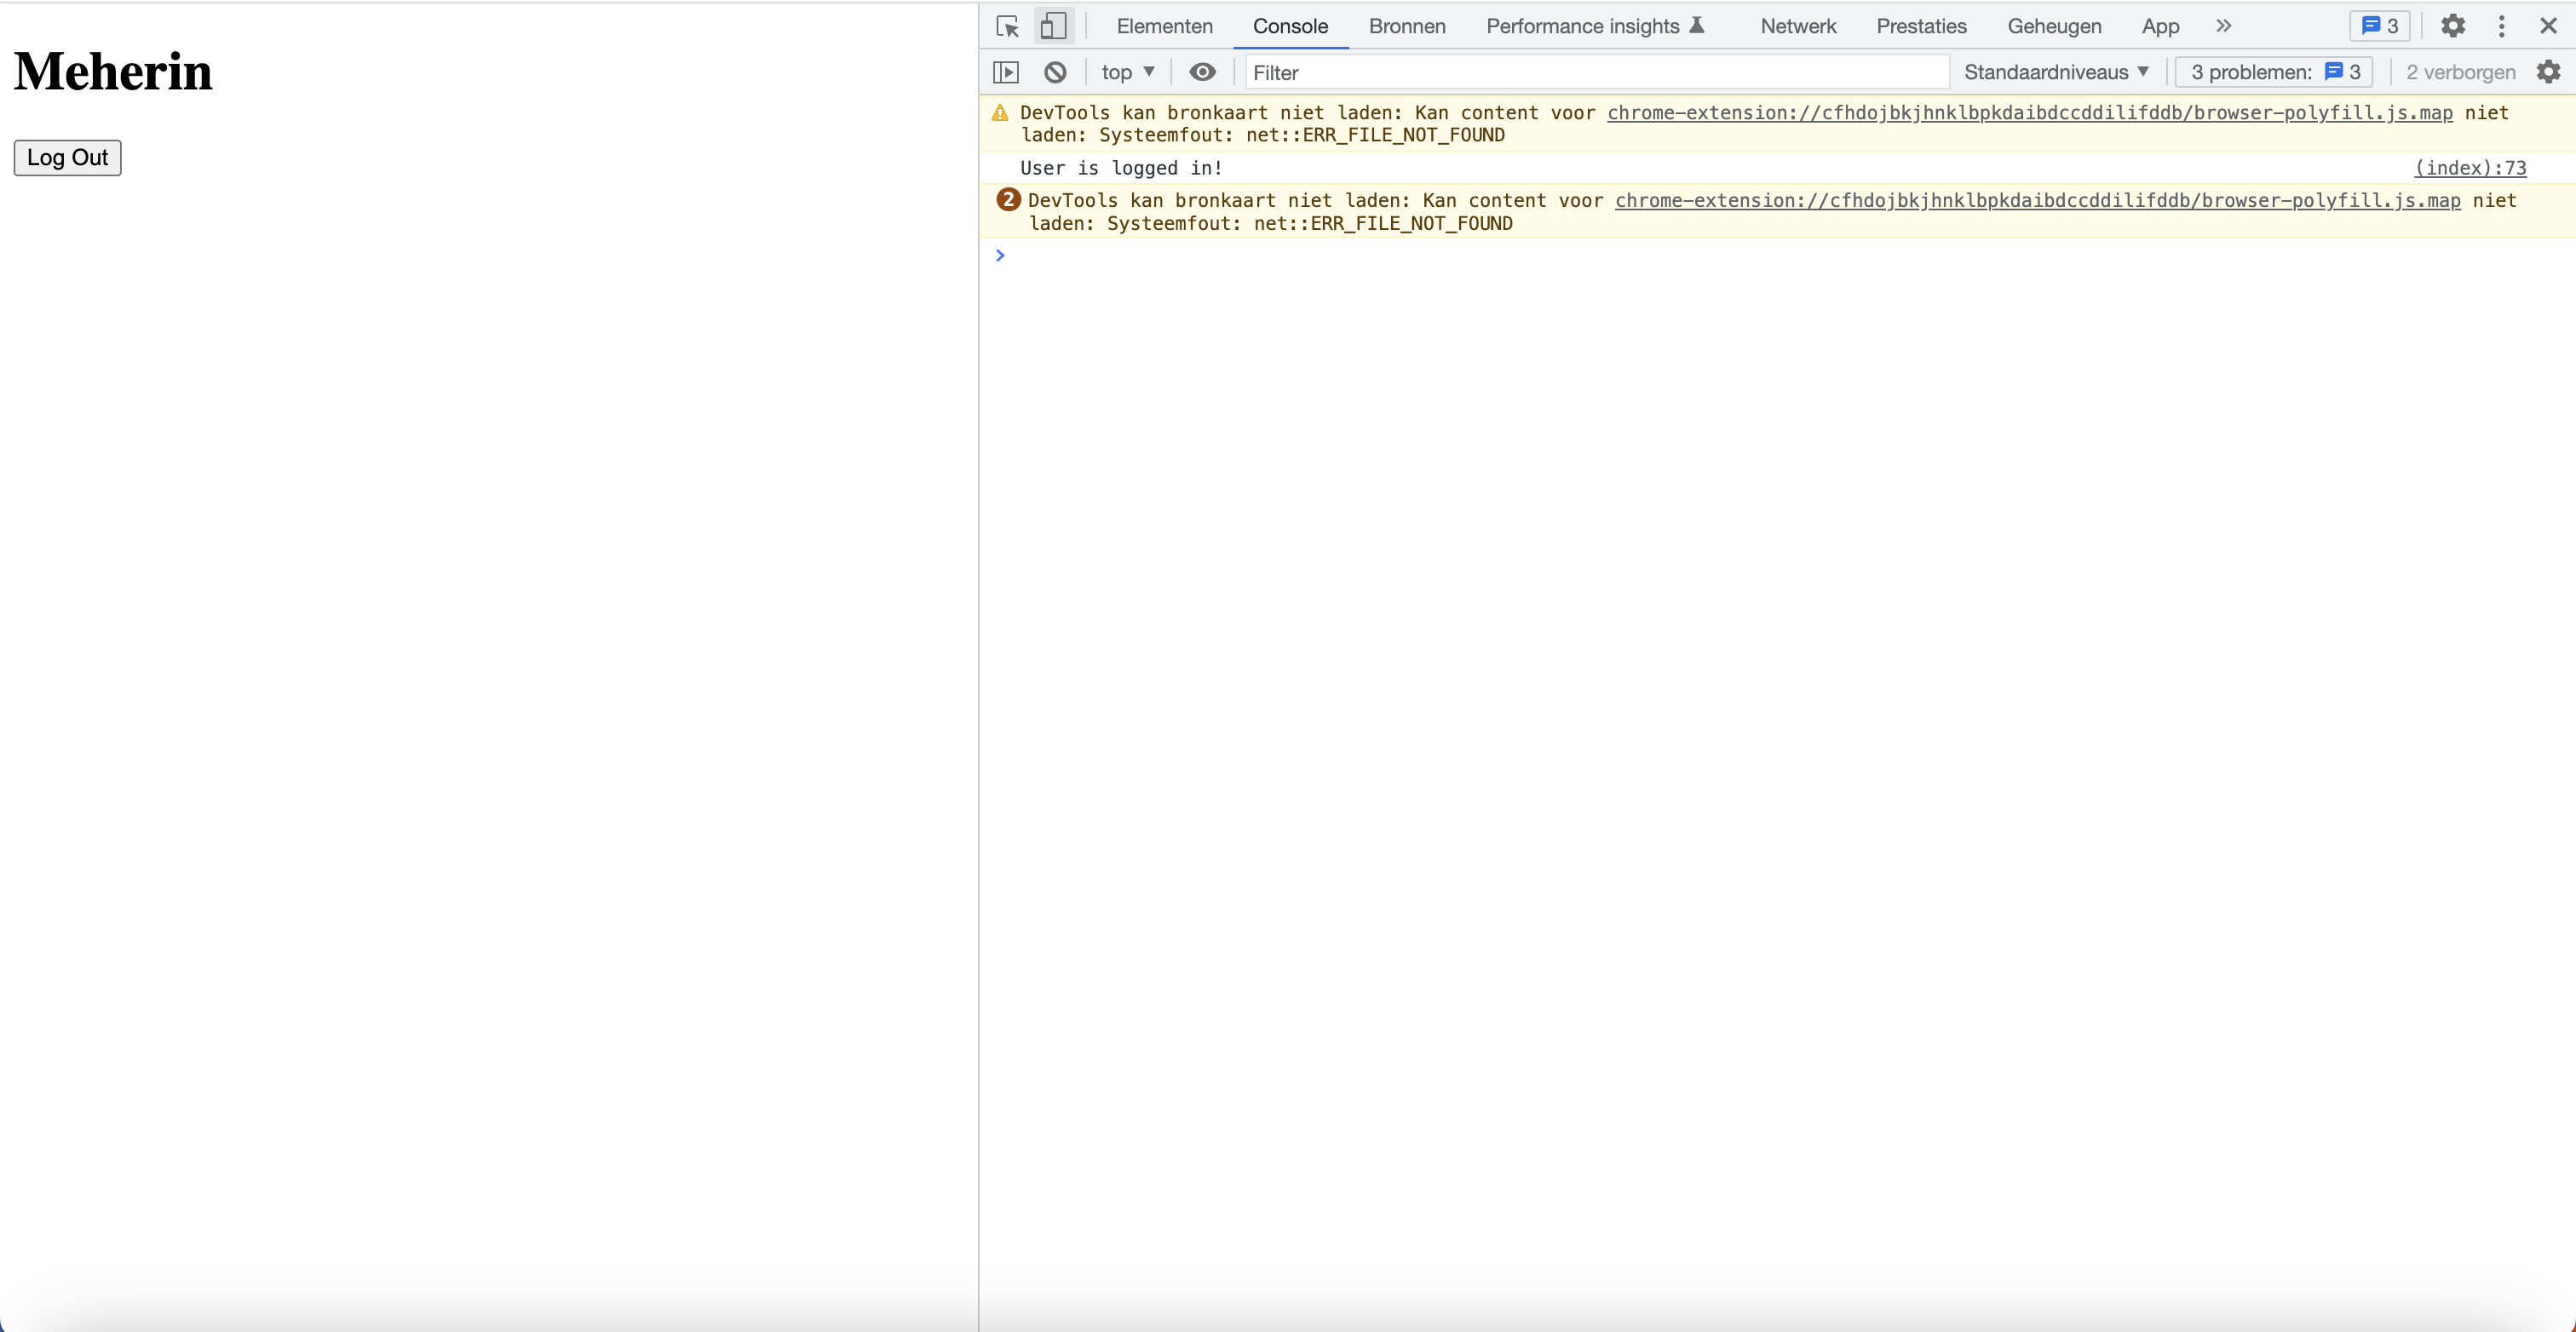 Meherin
Log Out
Elementen Console Bronnen Performance insights Netwerk Prestaties Geheugen App 3
top Filter Standaardniveaus 3 problemen: 3 2 verborgen
DevTools kan bronkaart niet laden: Kan content voor chrome-extension://cfhdojbkjhnklbpkdaibdccddilifddb/browser-polyfill.js.map niet
laden: Systeemfout: net::ERR_FILE_NOT_FOUND
User is logged in! (index):73
2 DevTools kan bronkaart niet laden: Kan content voor chrome-extension://cfhdojbkjhnklbpkdaibdccddilifddb/browser-polyfill.js.map niet
laden: Systeemfout: net::ERR_FILE_NOT_FOUND